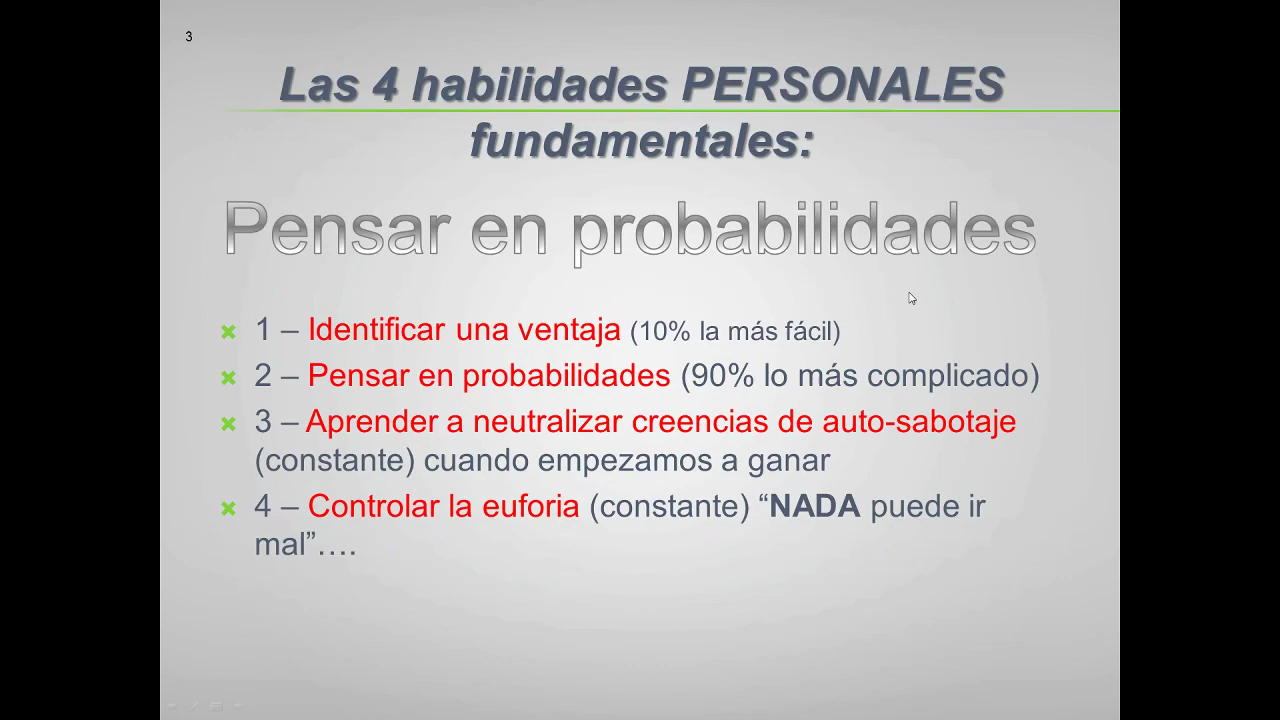 3
Las 4 habilidades PERSONALES
fundamentales:
Pensar en probabilidades
1 – Identificar una ventaja (10% la más fácil)
2 – Pensar en probabilidades (90% lo más complicado)
3 – Aprender a neutralizar creencias de auto-sabotaje
(constante) cuando empezamos a ganar
4 – Controlar la euforia (constante) “NADA puede ir
mal”….